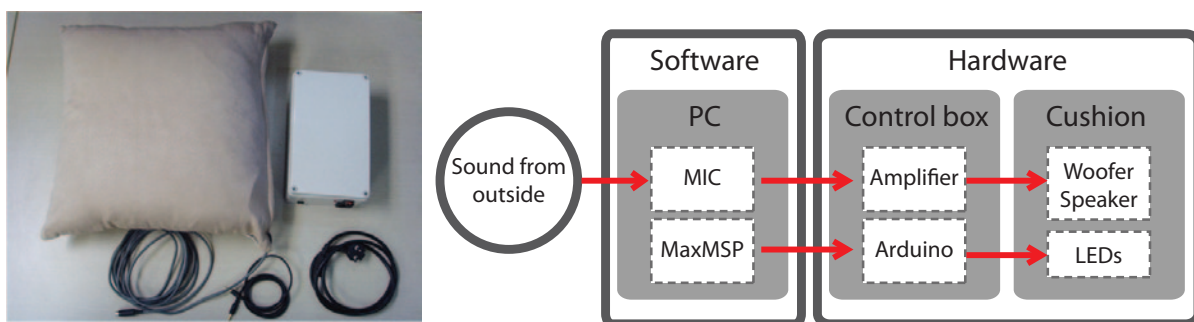 Software
Hardware
PC
Control box
Cushion
Sound from
outside
MIC
Amplifier
Woofer
Speaker
MaxMSP
Arduino
LEDs